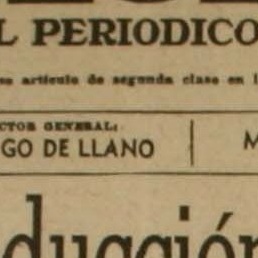 L PERIODICO
artículo de segunda clase en
CTOR GENERAL:
GO DE LLANO
M
ducción